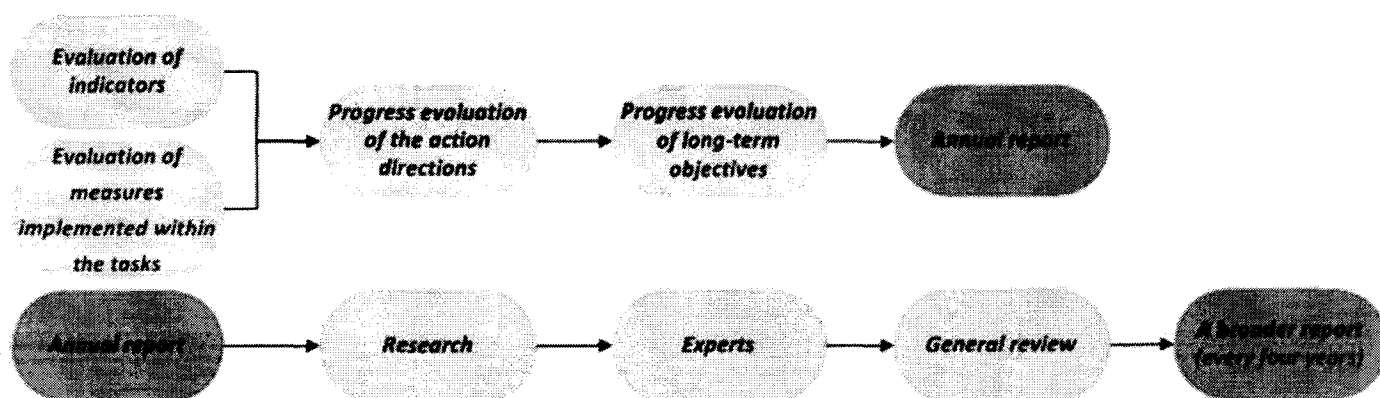 Evaluation of
indicators
Evaluation of
measures
implemented within
the tasks
Progress evaluation
of the action
directions
Progress evaluation
of long-term
objectives
Annual report
Annual report
Research
Experts
General review
A broader report
(every four years)